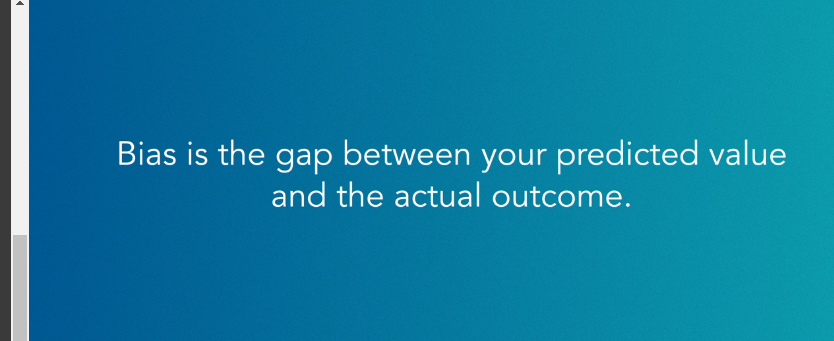 Bias is the gap between your predicted value
and the actual outcome.